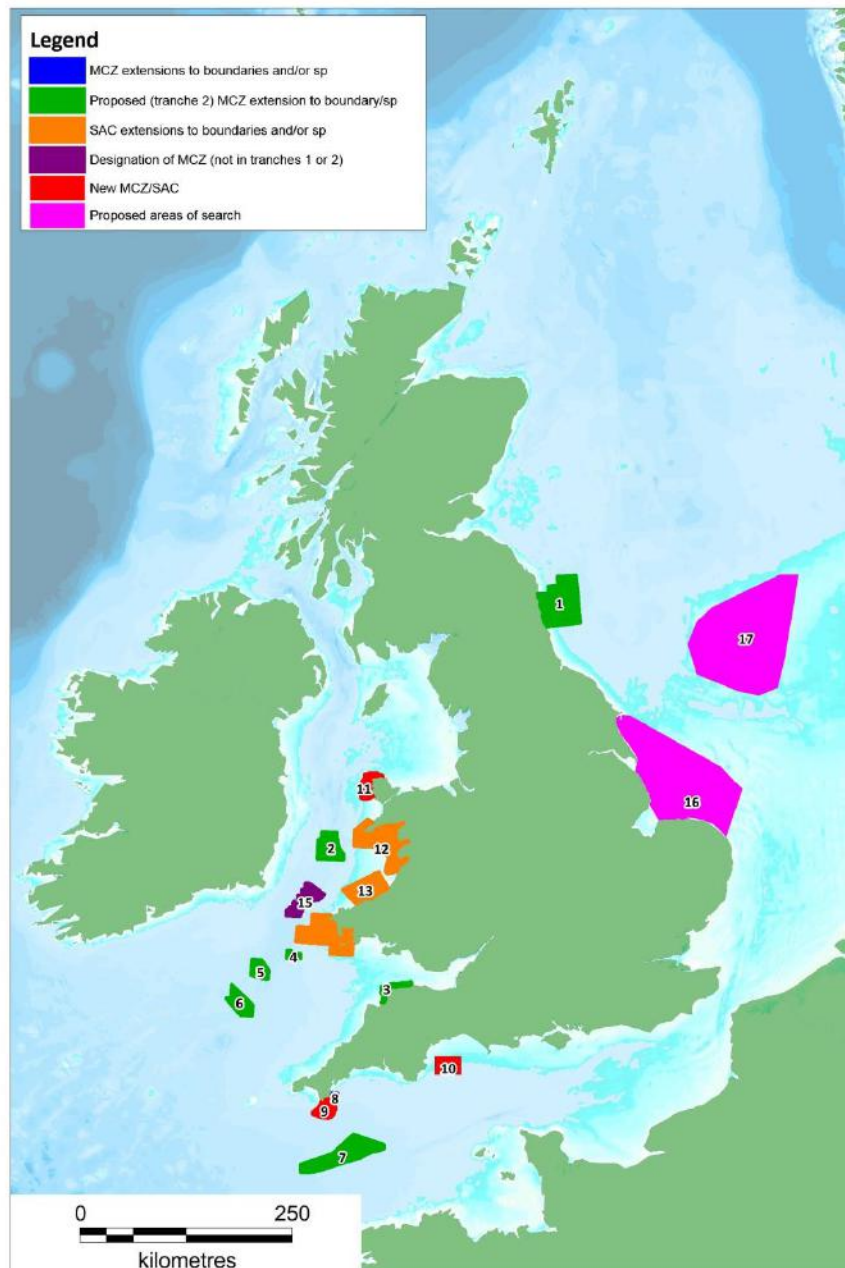 Legend
MCZ extensions to boundaries and/or sp
Proposed (tranche 2) MCZ extension to boundary/sp
SAC extensions to boundaries and/or sp
Designation of MCZ (not in tranches 1 or 2)
New MCZ/SAC
Proposed areas of search
1
17
16
11
2
12
13
15
4
5
3
6
10
8
9
7
0 250
kilometres